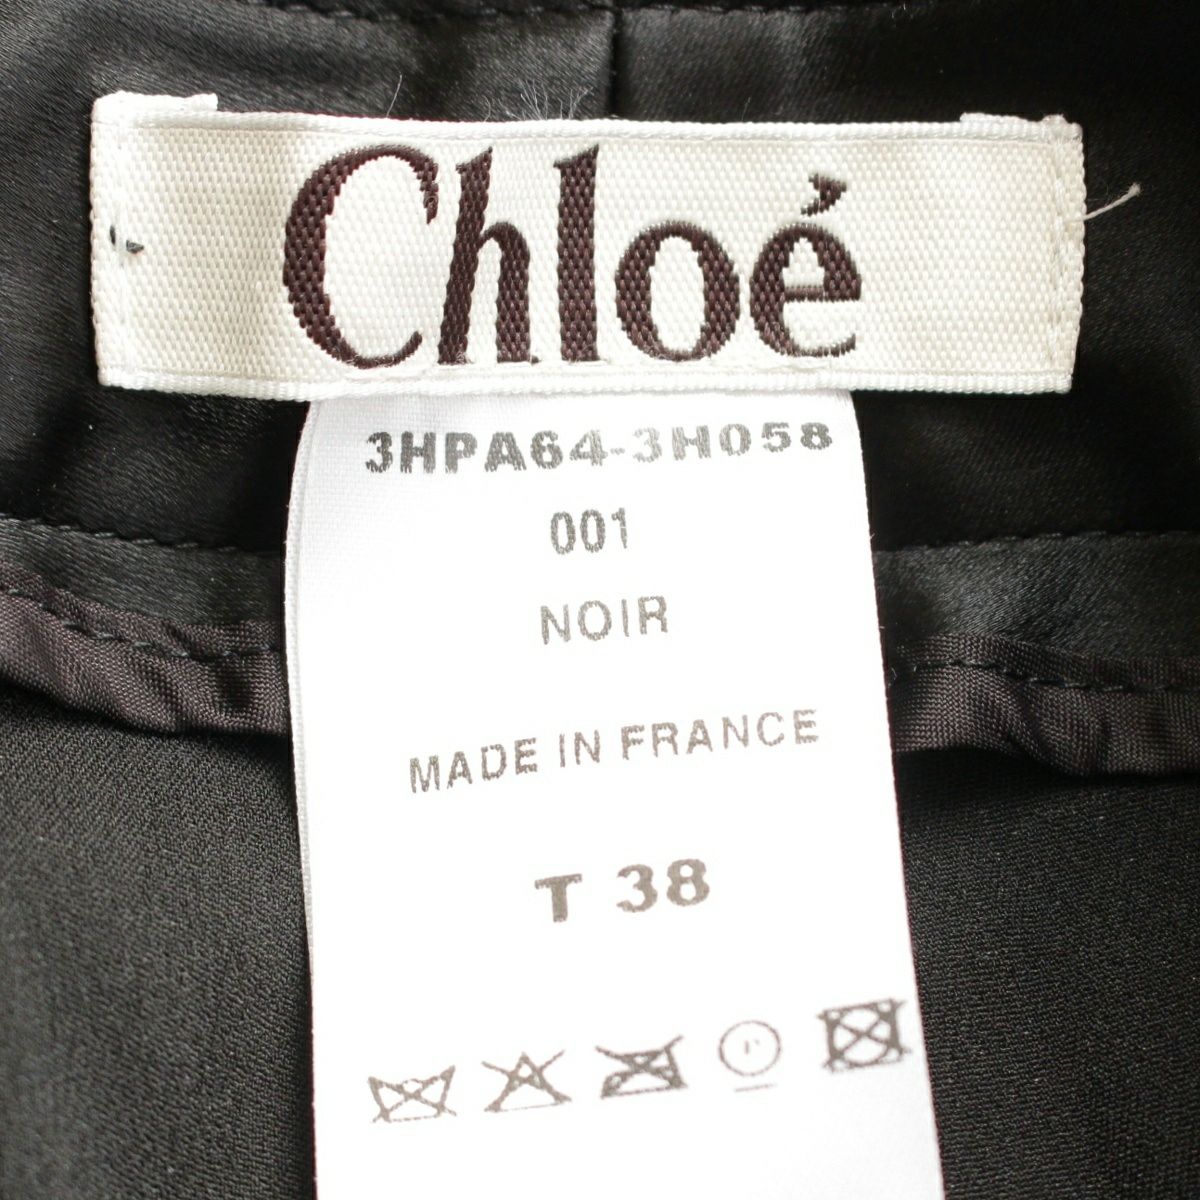 Chloé
3HPA64-3H058
001
NOIR
MADE IN FRANCE
T 38